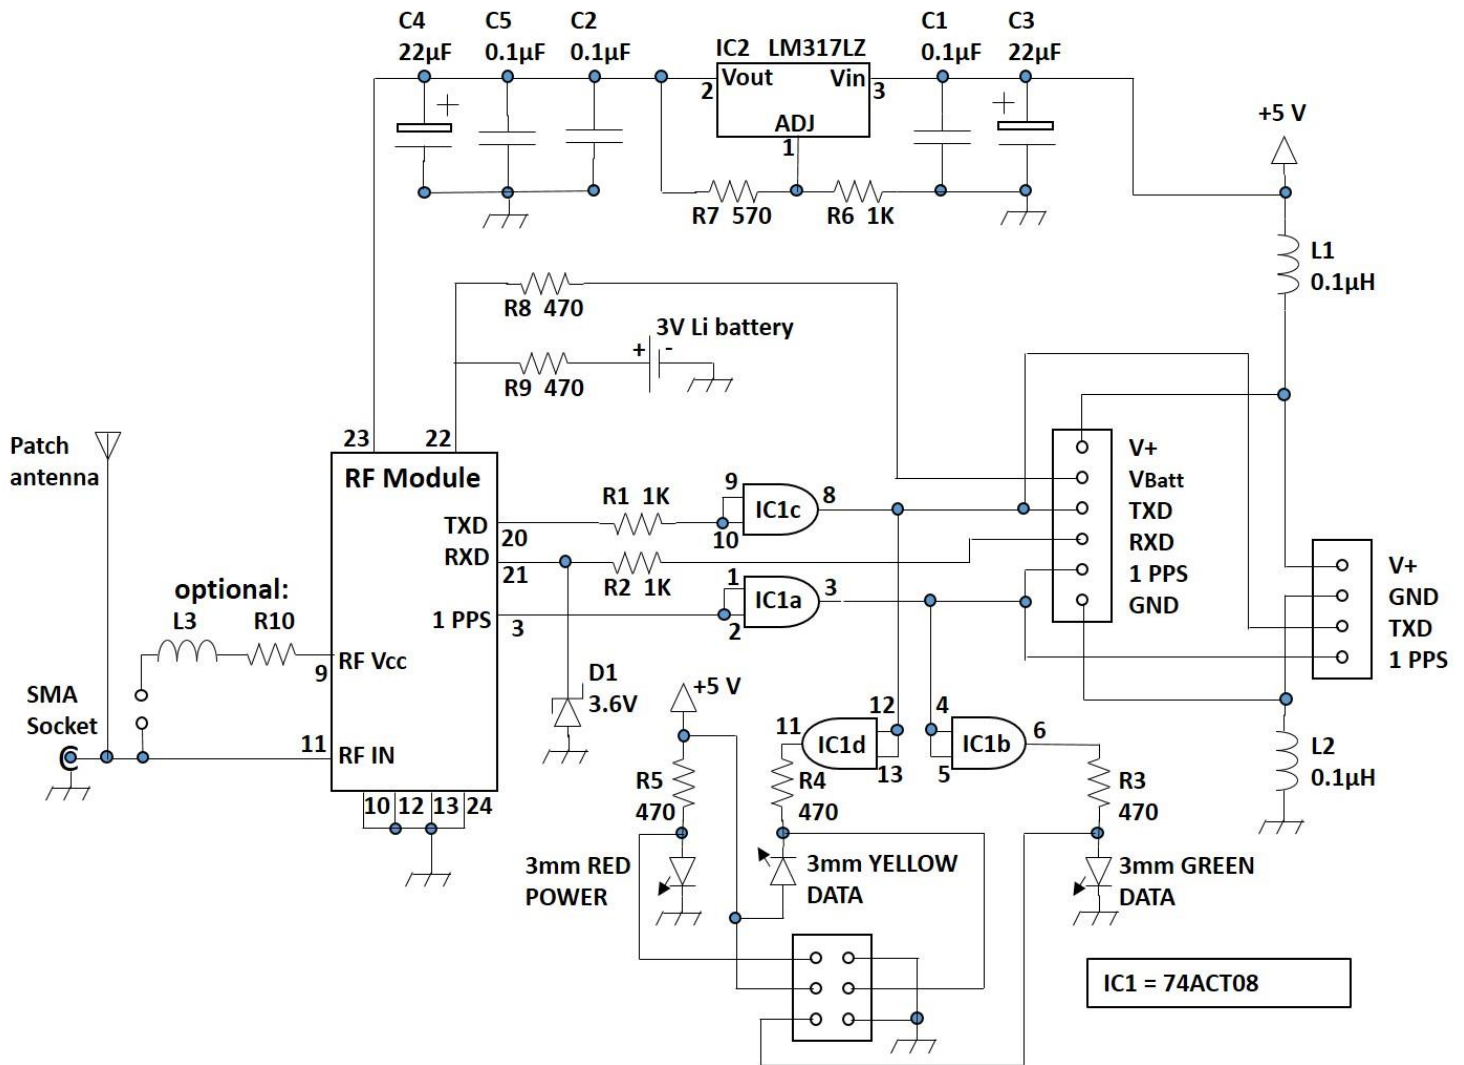 C4
22µF
C5
0.1µF
C2
0.1µF
IC2 LM317LZ
C1
0.1µF
C3
22µF
2
Vout
Vin
3
ADJ
1
+
+
+5 V
R7 570
R6 1K
L1
0.1µH
R8 470
3V Li battery
+
-
R9 470
Patch
antenna
23
22
RF Module
V+
VBatt
TXD
RXD
1 PPS
GND
TXD
20
R1 1K
9
10
IC1c
8
RXD
21
R2 1K
1
2
IC1a
3
1 PPS
3
V+
GND
TXD
1 PPS
optional:
L3
R10
RF Vcc
9
D1
3.6V
+5 V
SMA
Socket
11
RF IN
12
11
IC1d
13
4
5
IC1b
6
L2
0.1µH
10
12
13
24
R5
470
R4
470
R3
470
3mm RED
POWER
3mm YELLOW
DATA
3mm GREEN
DATA
IC1 = 74ACT08